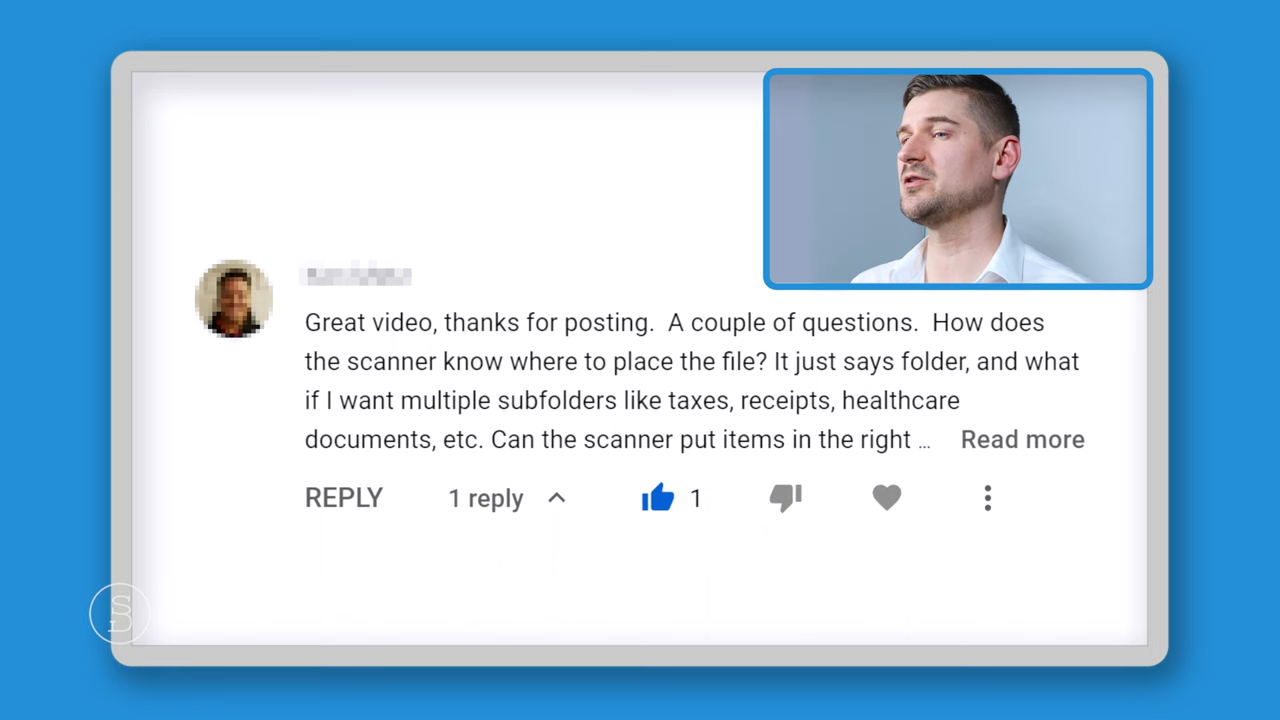 Great video, thanks for posting.  A couple of questions.  How does
the scanner know where to place the file? It just says folder, and what
if I want multiple subfolders like taxes, receipts, healthcare
documents, etc. Can the scanner put items in the right ... Read more
REPLY 1 reply 1
SD